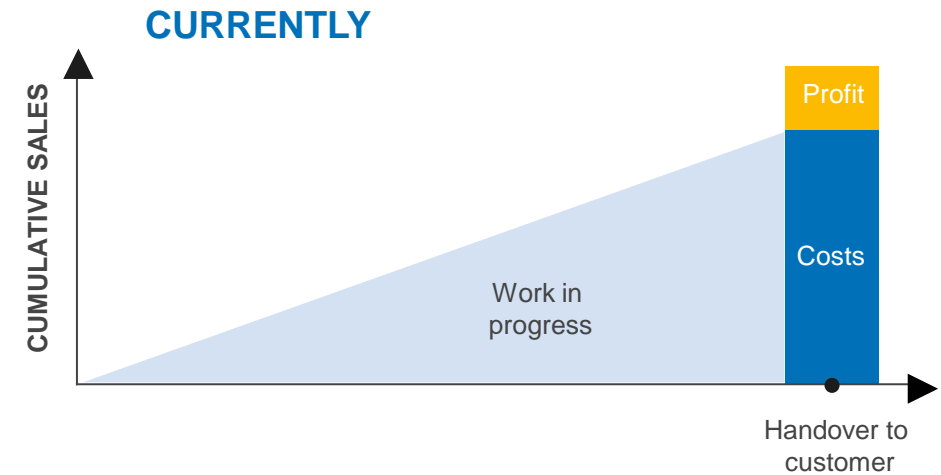 CURRENTLY
CUMULATIVE SALES
Profit
Costs
Work in
progress
Handover to
customer